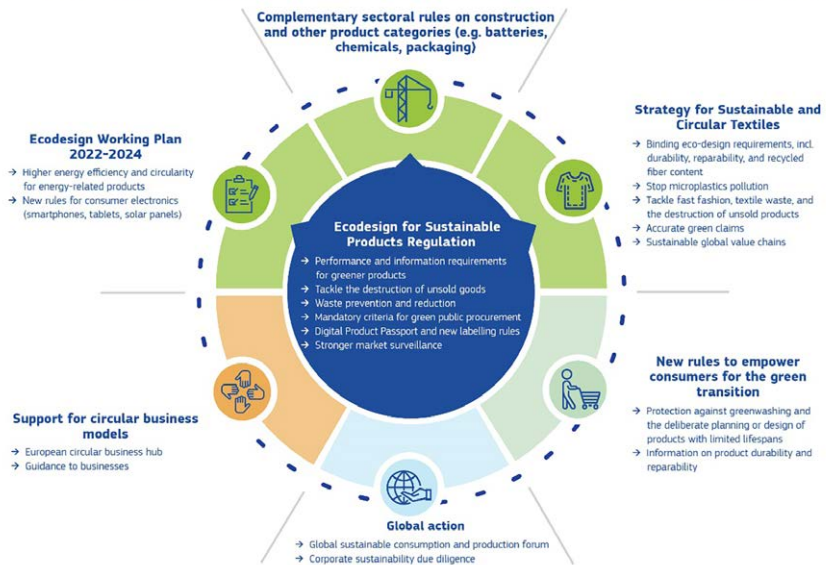 Complementary sectoral rules on construction
and other product categories (e.g. batteries,
chemicals, packaging)
Ecodesign Working Plan
2022-2024
→ Higher energy efficiency and circularity
for energy-related products
→ New rules for consumer electronics
(smartphones, tablets, solar panels)
Strategy for Sustainable and
Circular Textiles
→ Binding eco-design requirements, incl.
durability, reparability, and recycled
fiber content
→ Stop microplastics pollution
→ Tackle fast fashion, textile waste, and
the destruction of unsold products
→ Accurate green claims
→ Sustainable global value chains
Ecodesign for Sustainable
Products Regulation
→ Performance and information requirements
for greener products
→ Tackle the destruction of unsold goods
→ Waste prevention and reduction
→ Mandatory criteria for green public procurement
→ Digital Product Passport and new labelling rules
→ Stronger market surveillance
Support for circular business
models
→ European circular business hub
→ Guidance to businesses
New rules to empower
consumers for the green
transition
→ Protection against greenwashing and
the deliberate planning or design of
products with limited lifespans
→ Information on product durability and
reparability
Global action
→ Global sustainable consumption and production forum
→ Corporate sustainability due diligence